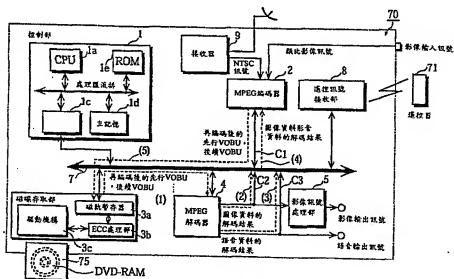 70
控制部
1
CPU
1a
ROM
1e
處理匯流排
1c
1d
主記憶
9
接收器
NTSC
訊號
類比影像訊號
影像輸入訊號
2
MPEG編碼器
8
遙控訊號
接收部
71
遙控器
(5)
再編碼後的
先行VOBU
後續VOBU
圖像資料影音
資料的解碼結果
C1
(4)
7
再編碼後的先行VOBU
,後續VOBU
磁碟存取部
磁軌暫存器
3a
(1)
4
MPEG
解碼器
(2)
C2
(3)
C3
5
影像訊號
處理部
影像輸出訊號
語音輸出訊號
驅動機構
3c
ECC處理部
3b
圖像資料
的解碼結果
語音資料的
解碼結果
75
DVD-RAM